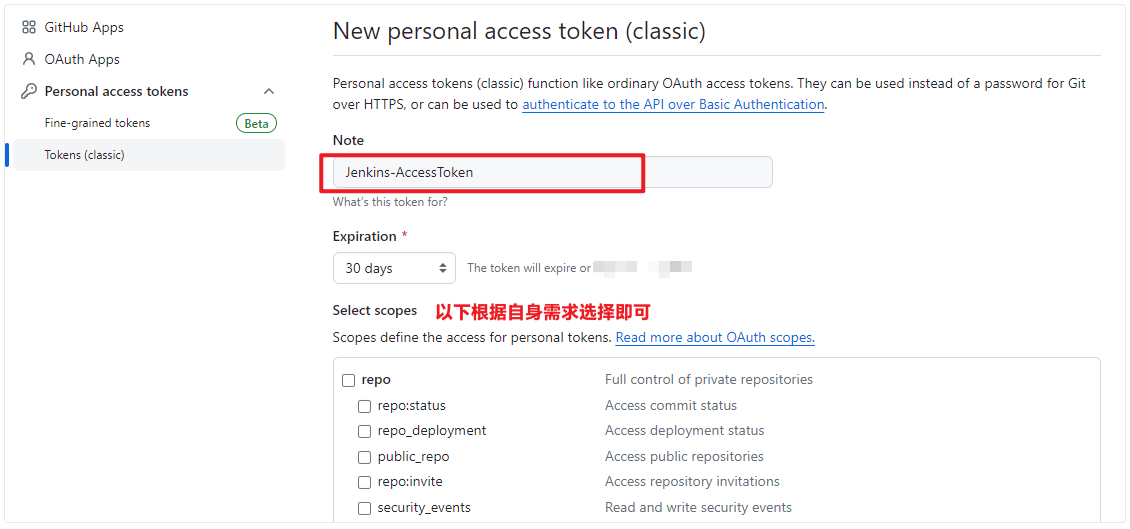 GitHub Apps
OAuth Apps
Personal access tokens
Fine-grained tokens Beta
Tokens (classic)
New personal access token (classic)
Personal access tokens (classic) function like ordinary OAuth access tokens. They can be used instead of a password for Git
over HTTPS, or can be used to authenticate to the API over Basic Authentication.
Note
Jenkins-AccessToken
What's this token for?
Expiration *
30 days The token will expire or
Select scopes 以下根据自身需求选择即可
Scopes define the access for personal tokens. Read more about OAuth scopes.
repo Full control of private repositories
repo:status Access commit status
repo_deployment Access deployment status
public_repo Access public repositories
repo:invite Access repository invitations
security_events Read and write security events